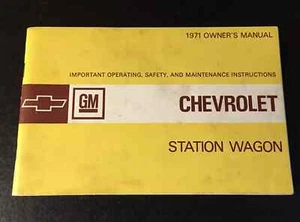 1971 OWNER'S MANUAL
IMPORTANT OPERATING, SAFETY, AND MAINTENANCE INSTRUCTIONS
GM
CHEVROLET
STATION WAGON